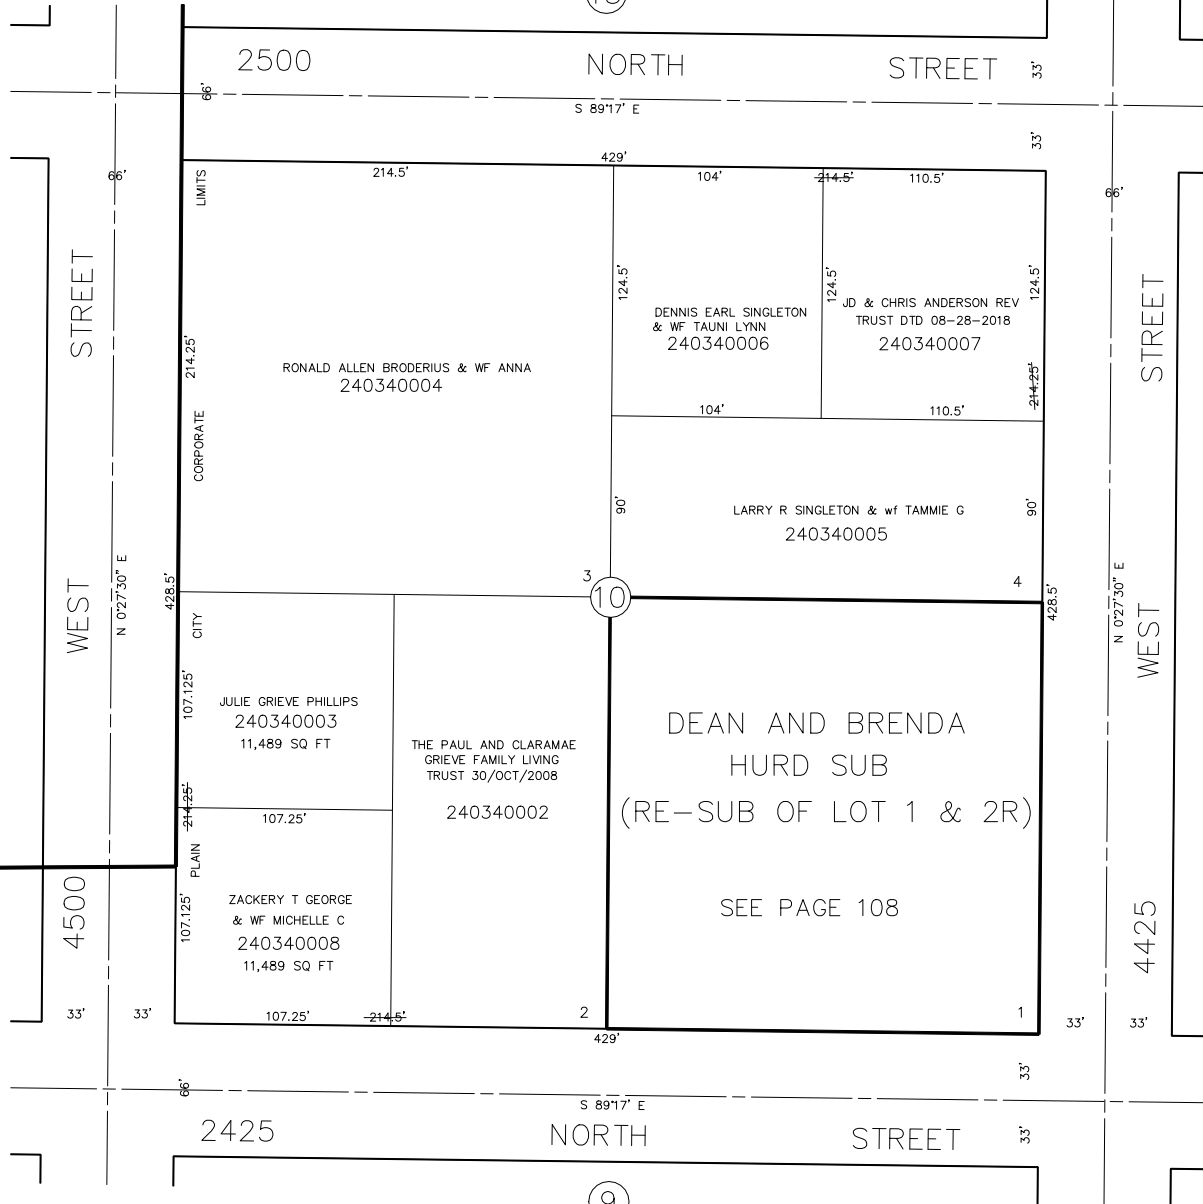 2500 NORTH STREET
33'
66'
S 89°17' E
33'
429'
66'
214.5'
104'
214.5'
110.5'
66'
LIMITS
STREET
STREET
124.5'
124.5'
124.5'
DENNIS EARL SINGLETON
& WF TAUNI LYNN
240340006
JD & CHRIS ANDERSON REV
TRUST DTD 08-28-2018
240340007
214.25'
RONALD ALLEN BRODERIUS & WF ANNA
240340004
214.25'
CORPORATE
104'
110.5'
90'
LARRY R SINGLETON & wf TAMMIE G
240340005
90'
3
10
4
428.5'
N 0°27'30" E
428.5'
N 0°27'30" E
WEST
WEST
CITY
107.125'
JULIE GRIEVE PHILLIPS
240340003
11,489 SQ FT
THE PAUL AND CLARAMAE
GRIEVE FAMILY LIVING
TRUST 30/OCT/2008
240340002
DEAN AND BRENDA
HURD SUB
(RE-SUB OF LOT 1 & 2R)
SEE PAGE 108
214.25'
107.25'
PLAIN
4500
4425
107.125'
ZACKERY T GEORGE
& WF MICHELLE C
240340008
11,489 SQ FT
33'
33'
107.25'
214.5'
2
1
33'
33'
429'
33'
66'
S 89°17' E
2425 NORTH STREET
33'
9